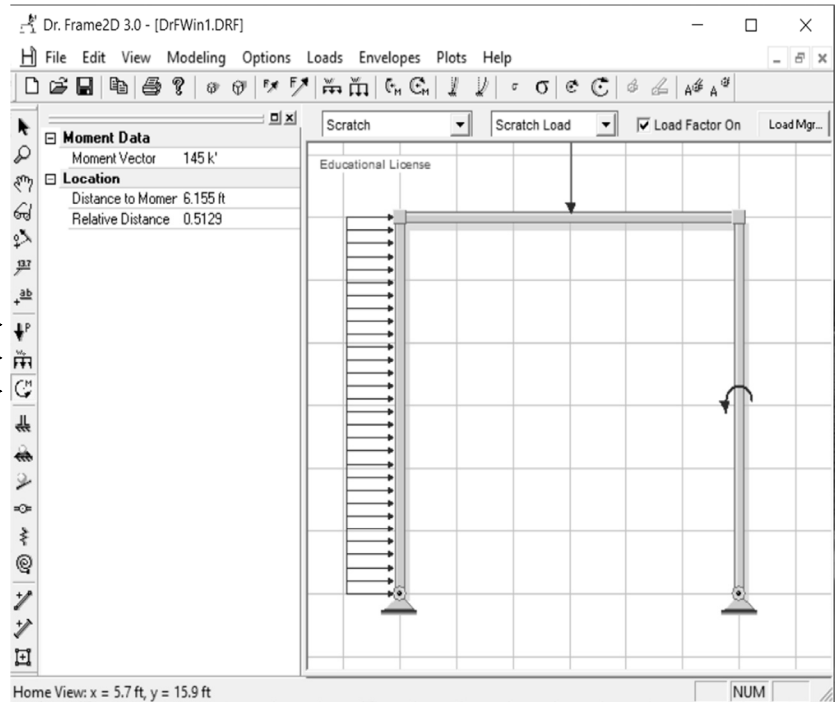 Dr. Frame2D 3.0 - [DrFWin1.DRF]
File Edit View Modeling Options Loads Envelopes Plots Help
Scratch Scratch Load Load Factor On Load Mgr...
Moment Data
Moment Vector 145 k'
Location
Distance to Momer 6.155 ft
Relative Distance 0.5129
Educational License
Home View: x = 5.7 ft, y = 15.9 ft NUM